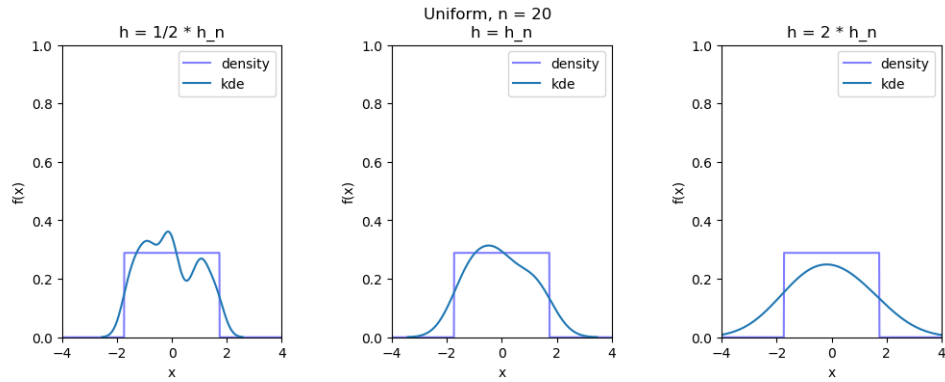 Uniform, n = 20
h = 1/2 * h_n
1.0
0.8
0.6
0.4
0.2
0.0
f(x)
density
kde
-4
-2
0
2
4
x
h = h_n
1.0
0.8
0.6
0.4
0.2
0.0
f(x)
density
kde
−4
−2
0
2
4
x
h = 2 * h_n
1.0
0.8
0.6
0.4
0.2
0.0
f(x)
density
kde
−4
−2
0
2
4
x